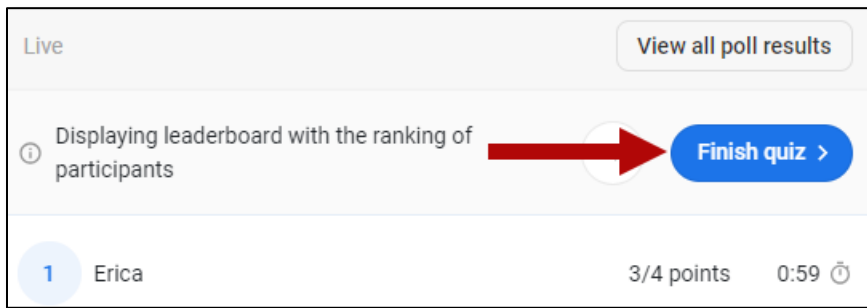 Live
View all poll results
Displaying leaderboard with the ranking of
participants
Finish quiz >
1 Erica 3/4 points 0:59